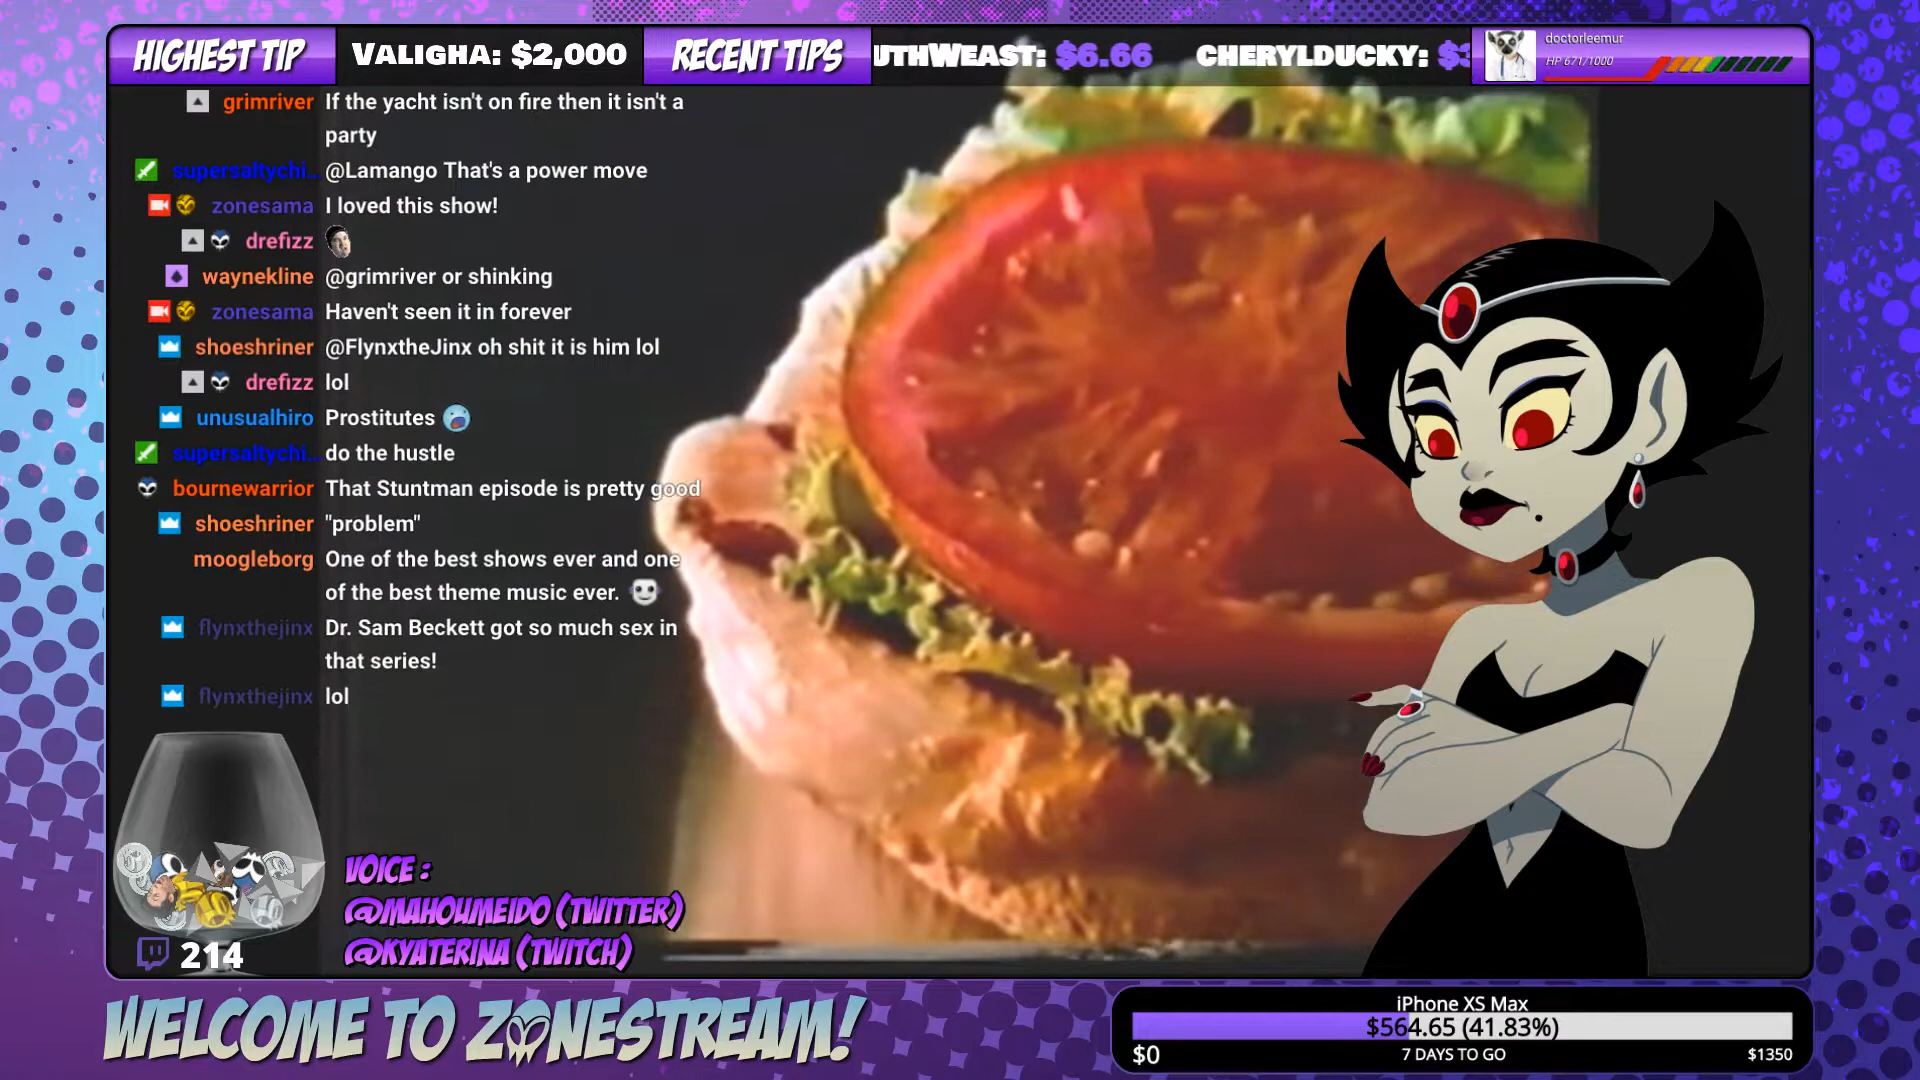 HIGHEST TIP
VALIGHA: $2,000
RECENT TIPS
UTHWEAST: $6.66 CHERYLDUCKY: $3
doctorleemur
HP 671/1000
grimriver If the yacht isn't on fire then it isn't a
party
supersaltychi... @Lamango That's a power move
zonesama I loved this show!
drefizz
waynekline @grimriver or shinking
zonesama Haven't seen it in forever
shoeshriner @FlynxtheJinx oh shit it is him lol
drefizz lol
unusualhiro Prostitutes
supersaltychi... do the hustle
bournewarrior That Stuntman episode is pretty good
shoeshriner "problem"
moogleborg One of the best shows ever and one
of the best theme music ever.
flynxthejinx Dr. Sam Beckett got so much sex in
that series!
flynxthejinx lol
VOICE :
@MAHOUMEIDO (TWITTER)
@KYATERINA (TWITCH)
214
WELCOME TO ZONESTREAM!
iPhone XS Max
$564.65 (41.83%)
$0 7 DAYS TO GO $1350